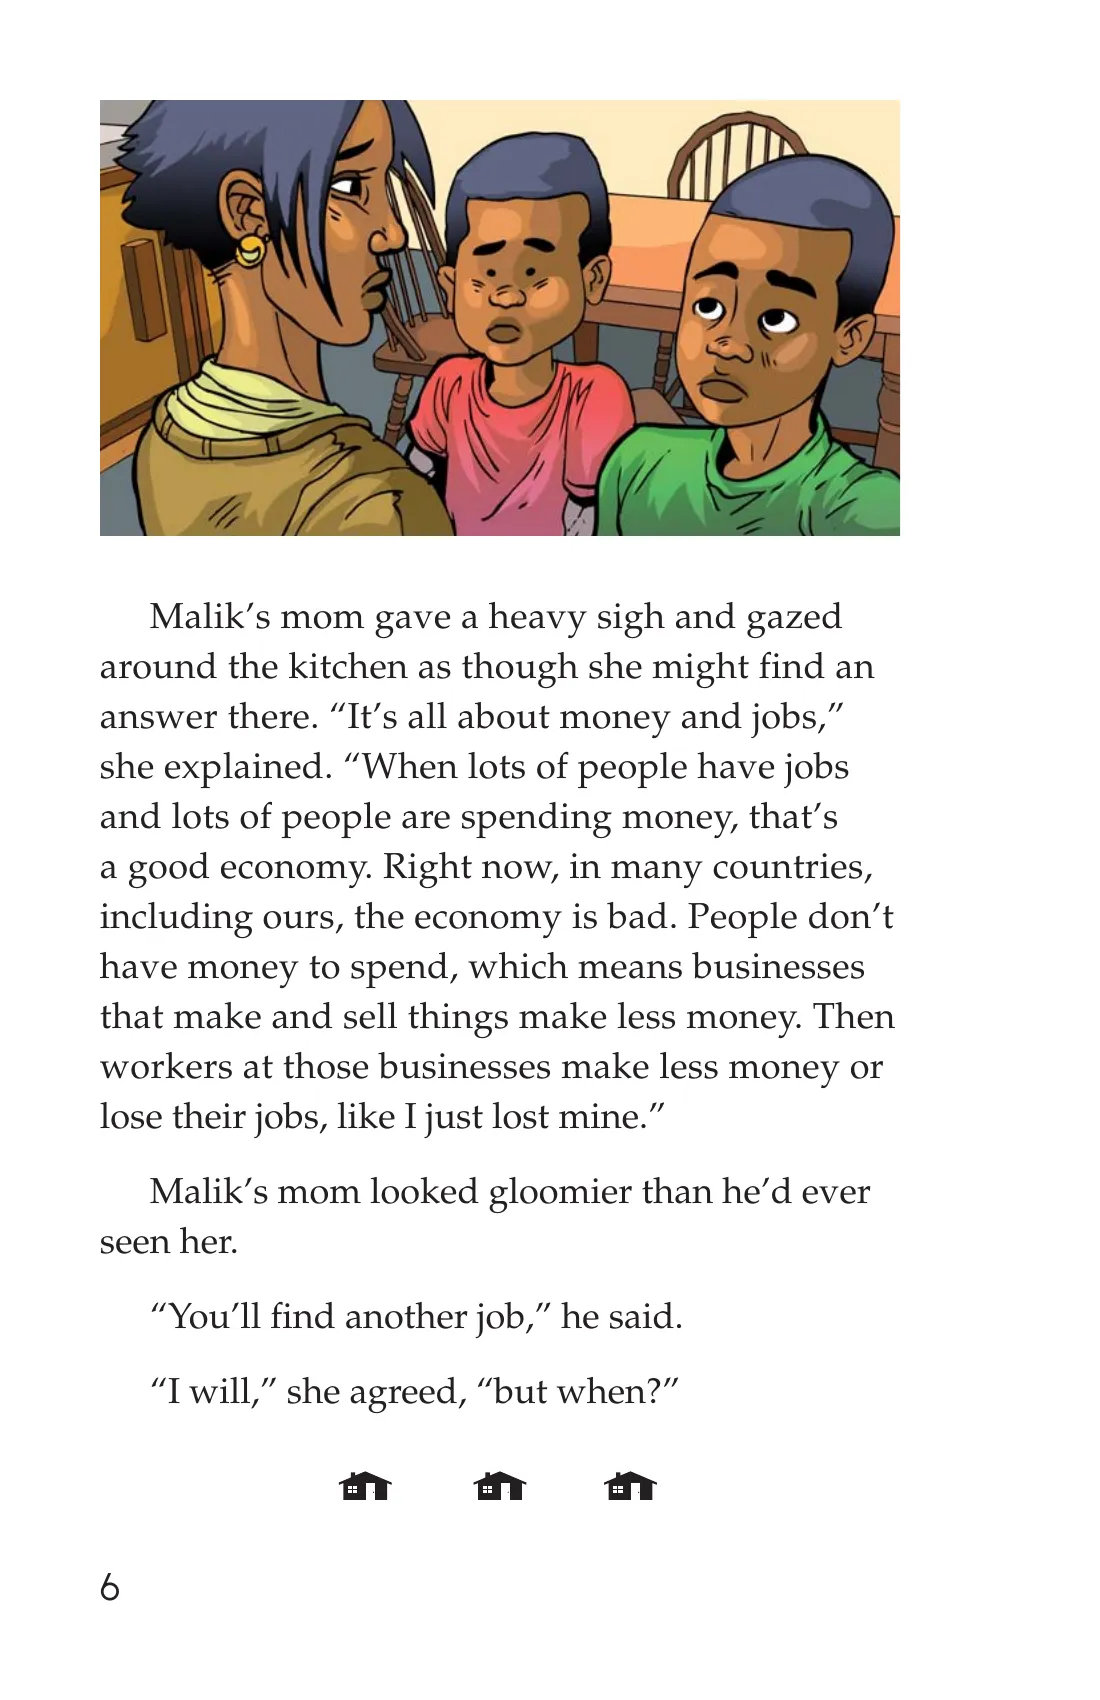 Malik’s mom gave a heavy sigh and gazed
around the kitchen as though she might find an
answer there. “It’s all about money and jobs,”
she explained. “When lots of people have jobs
and lots of people are spending money, that’s
a good economy. Right now, in many countries,
including ours, the economy is bad. People don’t
have money to spend, which means businesses
that make and sell things make less money. Then
workers at those businesses make less money or
lose their jobs, like I just lost mine.”
Malik’s mom looked gloomier than he’d ever
seen her.
“You’ll find another job,” he said.
“I will,” she agreed, “but when?”
6